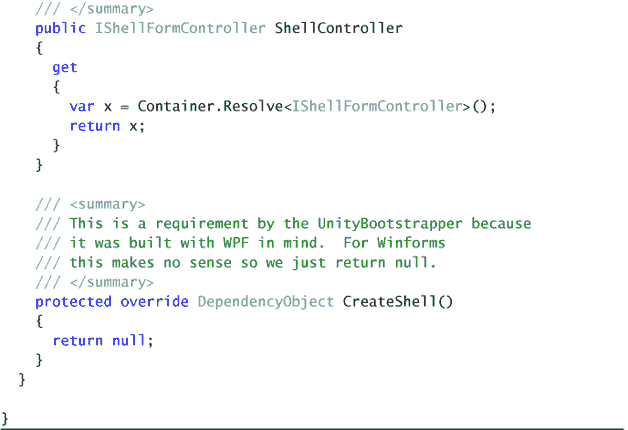 /// </summary>
public IShellFormController ShellController
{
get
{
var x = Container.Resolve<IShellFormController>();
return x;
}
}
/// <summary>
/// This is a requirement by the UnityBootstrapper because
/// it was built with WPF in mind.  For Winforms
/// this makes no sense so we just return null.
/// </summary>
protected override DependencyObject CreateShell()
{
return null;
}
}
}